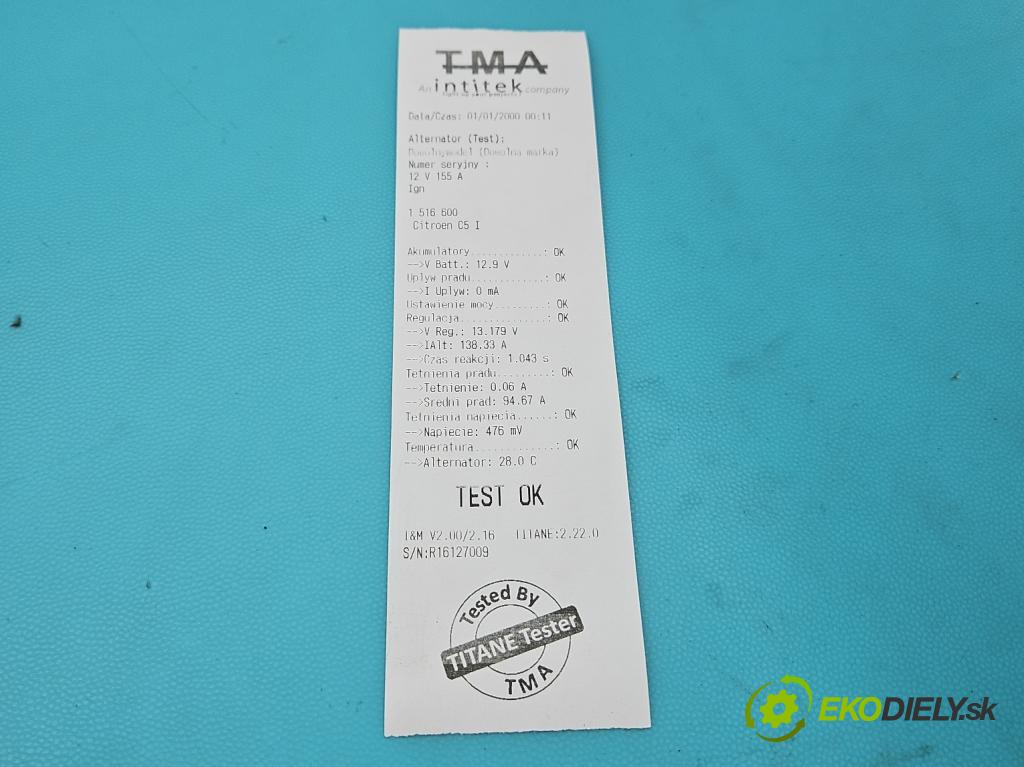 TMA
An intitek company
Data/Czas: 01/01/2000 00:11
Alternator (Test):
Dowolnymodel (Dowolna marka)
Numer seryjny :
12 V 155 A
Ign
1 516 600
Citroen C5 I
Akumulatory............: OK
-->V Batt.: 12.9 V
Uplyw pradu............: OK
-->I Uplyw: 0 mA
Ustawienie mocy........: OK
Regulacja..............: OK
-->V Reg.: 13.179 V
-->IAlt: 138.33 A
-->Czas reakcji: 1.043 s
Tetnienia pradu........: OK
-->Tetnienie: 0.06 A
-->Sredni prad: 94.67 A
Tetnienia napiecia.....: OK
-->Napiecie: 476 mV
Temperatura............: OK
-->Alternator: 28.0 C
TEST OK
I&M V2.00/2.16 TITANE:2.22.0
S/N:R16127009
Tested By
TITANE Tester
TMA
EKODIELY.sk